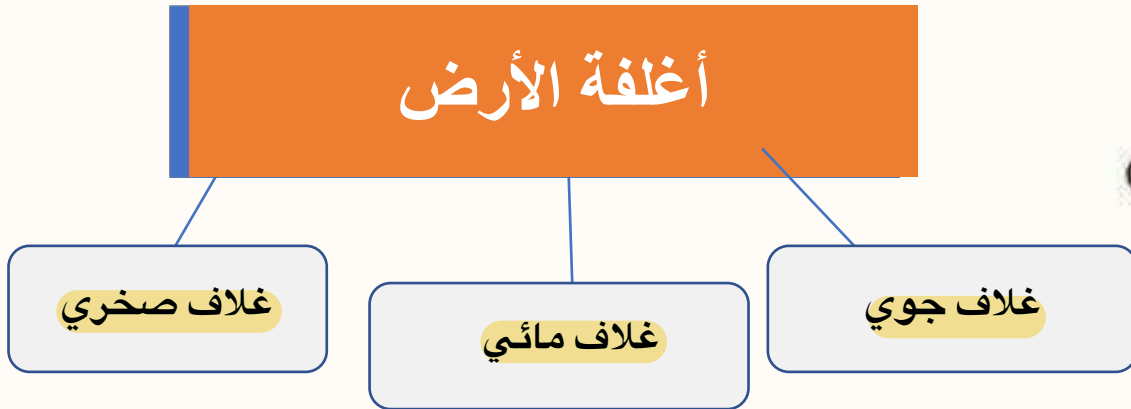 أغلفة الأرض
غلاف جوي
غلاف مائي
غلاف صخري